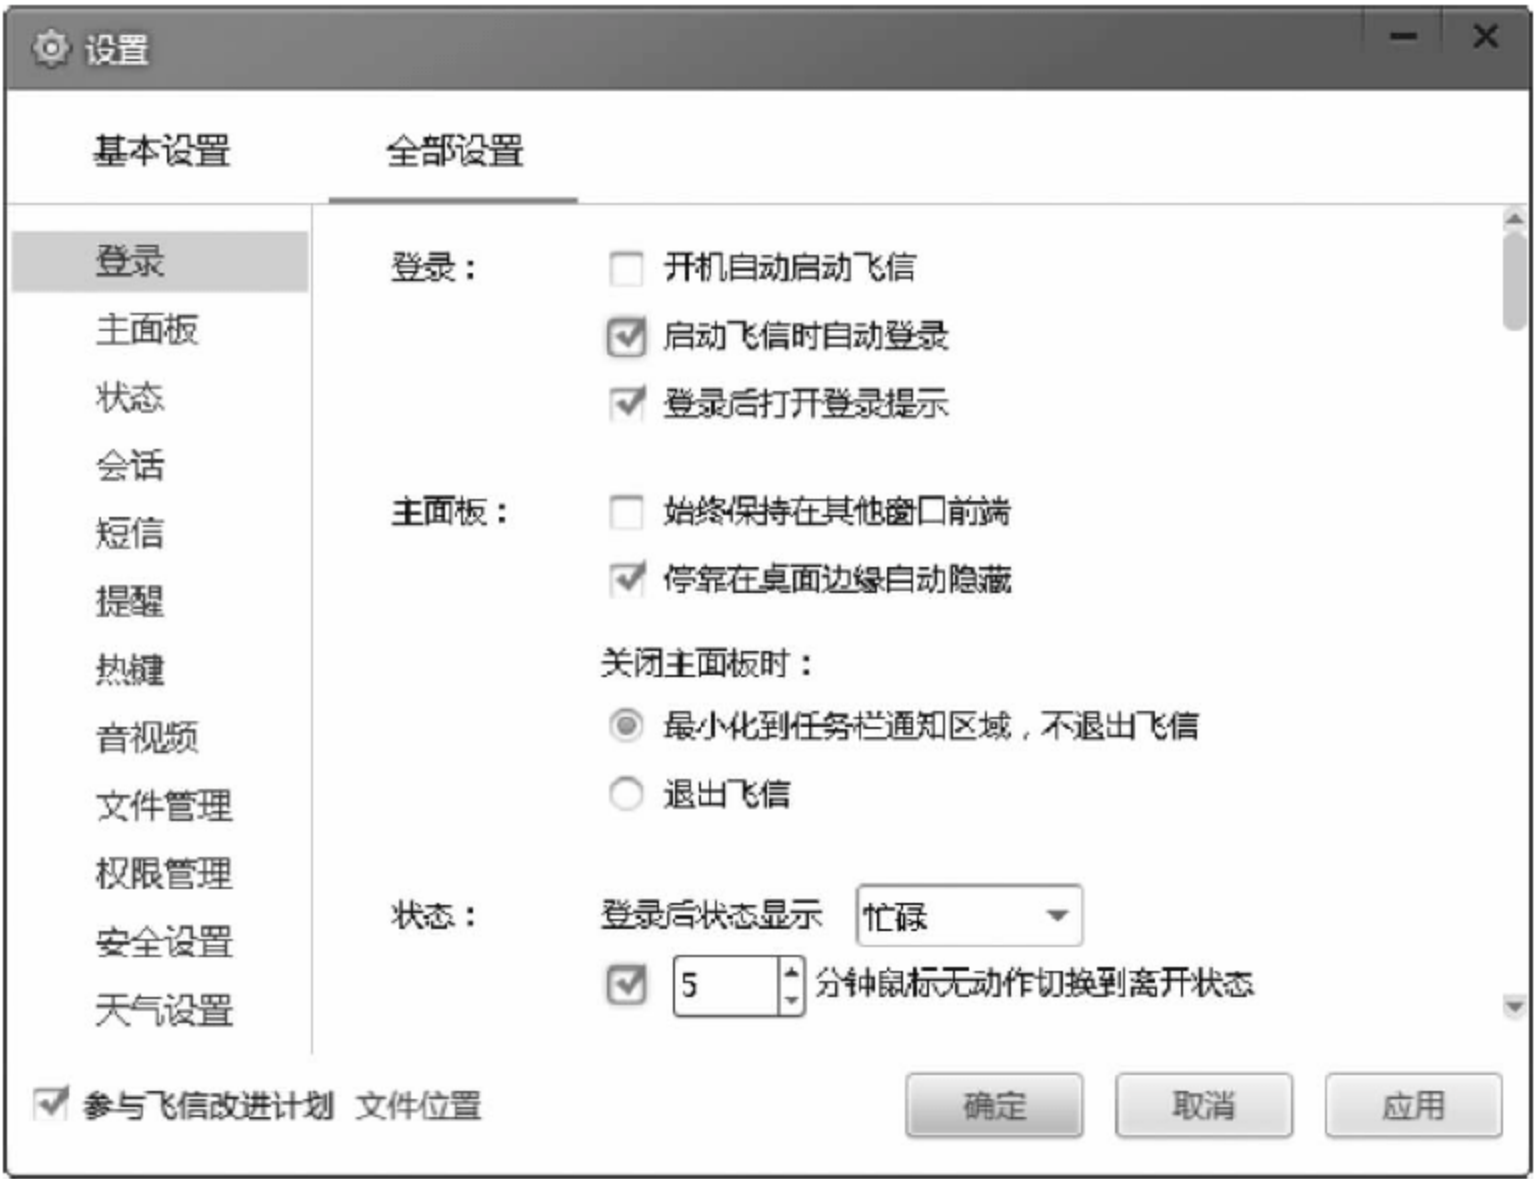 设置
基本设置 全部设置
登录
主面板
状态
会话
短信
提醒
热键
音视频
文件管理
权限管理
安全设置
天气设置
登录：
开机自动启动飞信
启动飞信时自动登录
登录后打开登录提示
主面板：
始终保持在其他窗口前端
停靠在桌面边缘自动隐藏
关闭主面板时：
最小化到任务栏通知区域，不退出飞信
退出飞信
状态：
登录后状态显示 忙碌
5 分钟鼠标无动作切换到离开状态
参与飞信改进计划 文件位置
确定 取消 应用